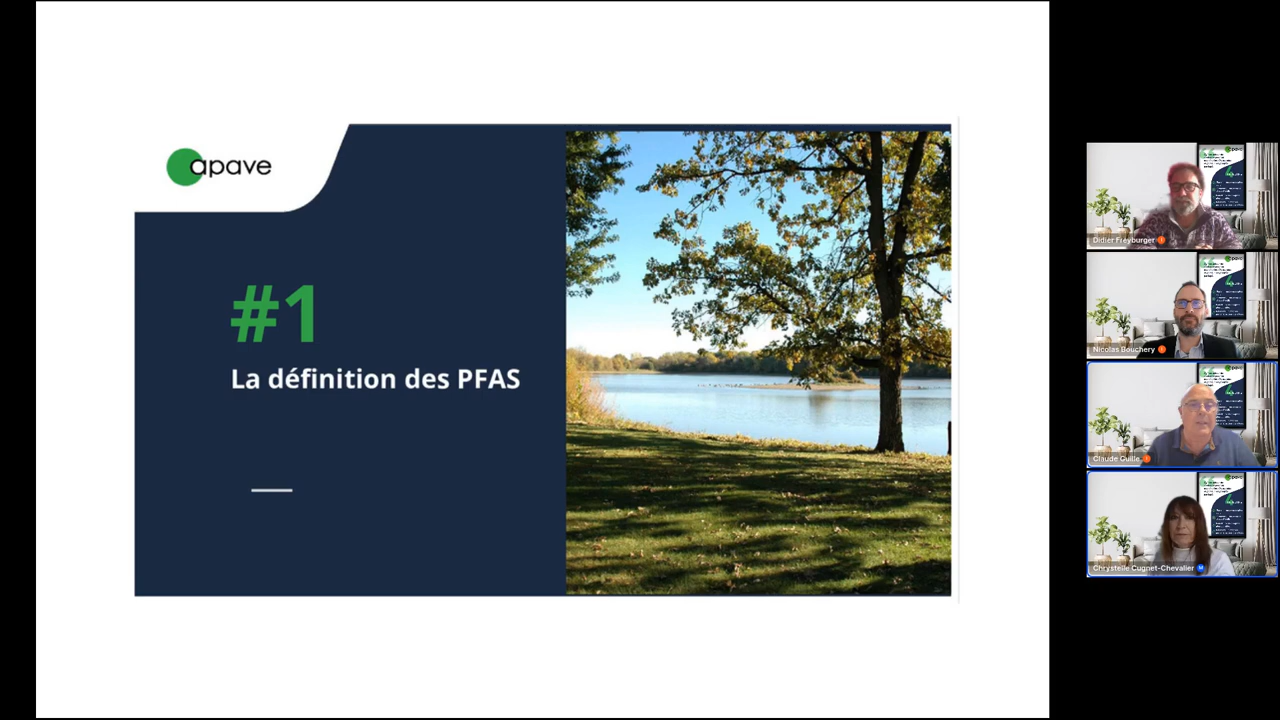 apave
#1
La définition des PFAS
Didier Freyburger
Nicolas Bouchery
Claude Guille
Chrystelle Cugnet-Chevalier